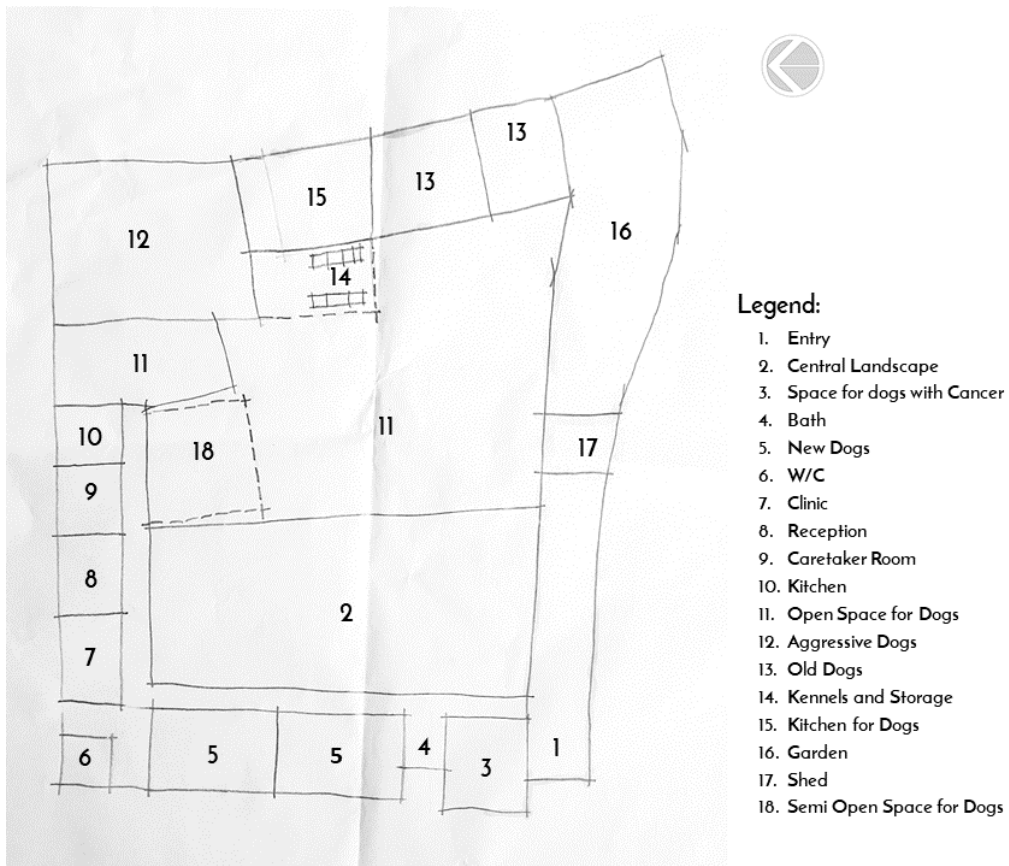 13
13
15
16
12
14
11
11
10
18
17
9
8
2
7
1
4
5
5
6
3
Legend:
1. Entry
2. Central Landscape
3. Space for dogs with Cancer
4. Bath
5. New Dogs
6. W/C
7. Clinic
8. Reception
9. Caretaker Room
10. Kitchen
11. Open Space for Dogs
12. Aggressive Dogs
13. Old Dogs
14. Kennels and Storage
15. Kitchen for Dogs
16. Garden
17. Shed
18. Semi Open Space for Dogs